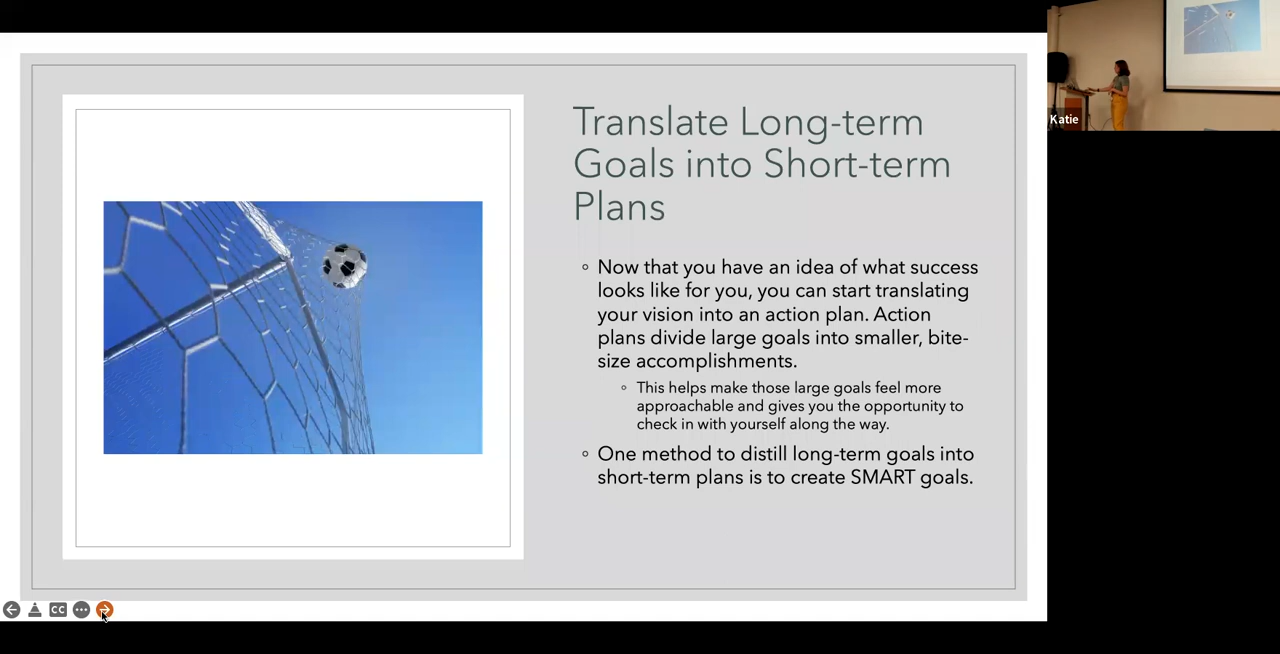 Translate Long-term
Goals into Short-term
Plans
Now that you have an idea of what success
looks like for you, you can start translating
your vision into an action plan. Action
plans divide large goals into smaller, bite-
size accomplishments.
This helps make those large goals feel more
approachable and gives you the opportunity to
check in with yourself along the way.
One method to distill long-term goals into
short-term plans is to create SMART goals.
Katie
CC